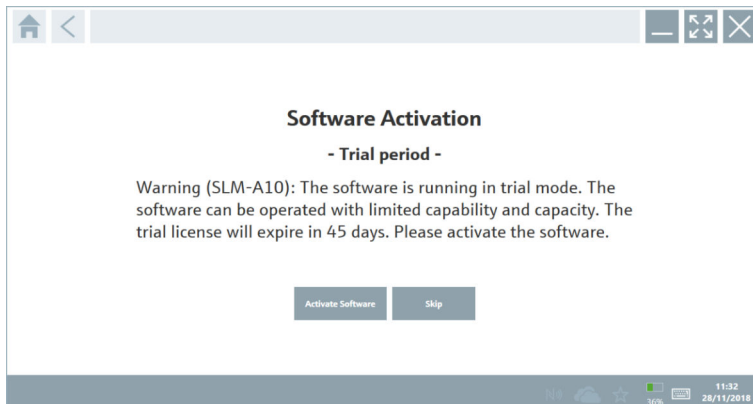 Software Activation
- Trial period -
Warning (SLM-A10): The software is running in trial mode. The
software can be operated with limited capability and capacity. The
trial license will expire in 45 days. Please activate the software.
Activate Software
Skip
36%
11:32
28/11/2018